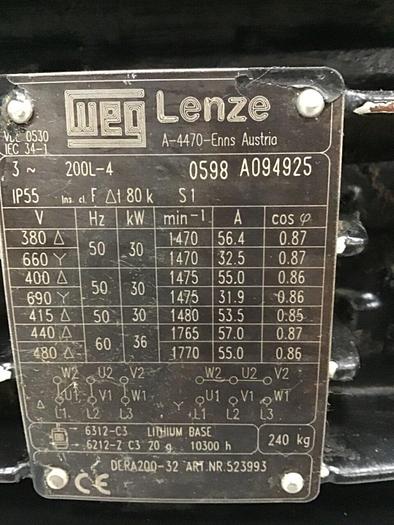 WEG Lenze
VDE 0530
IEC 34-1
A-4470-Enns Austria
3 ~ 200L-4 0598 A094925
IP55 Ins. cl. F Δt 80 k S1
V Hz kW min-1 A cos φ
380 Δ 50 30 1470 56.4 0.87
660 Y 1470 32.5 0.87
400 Δ 50 30 1475 55.0 0.86
690 Y 1475 31.9 0.86
415 Δ 50 30 1480 53.5 0.85
440 Δ 60 36 1765 57.0 0.87
480 Δ 1770 55.0 0.86
W2 U2 V2 W2 U2 V2
U1 V1 W1 U1 V1 W1
Δ L1 L2 L3 Y L1 L2 L3
6312-C3 LITHIUM BASE
6212-Z C3 20 g 10300 h
240 kg
CE
DERA200-32 ART.NR.523993